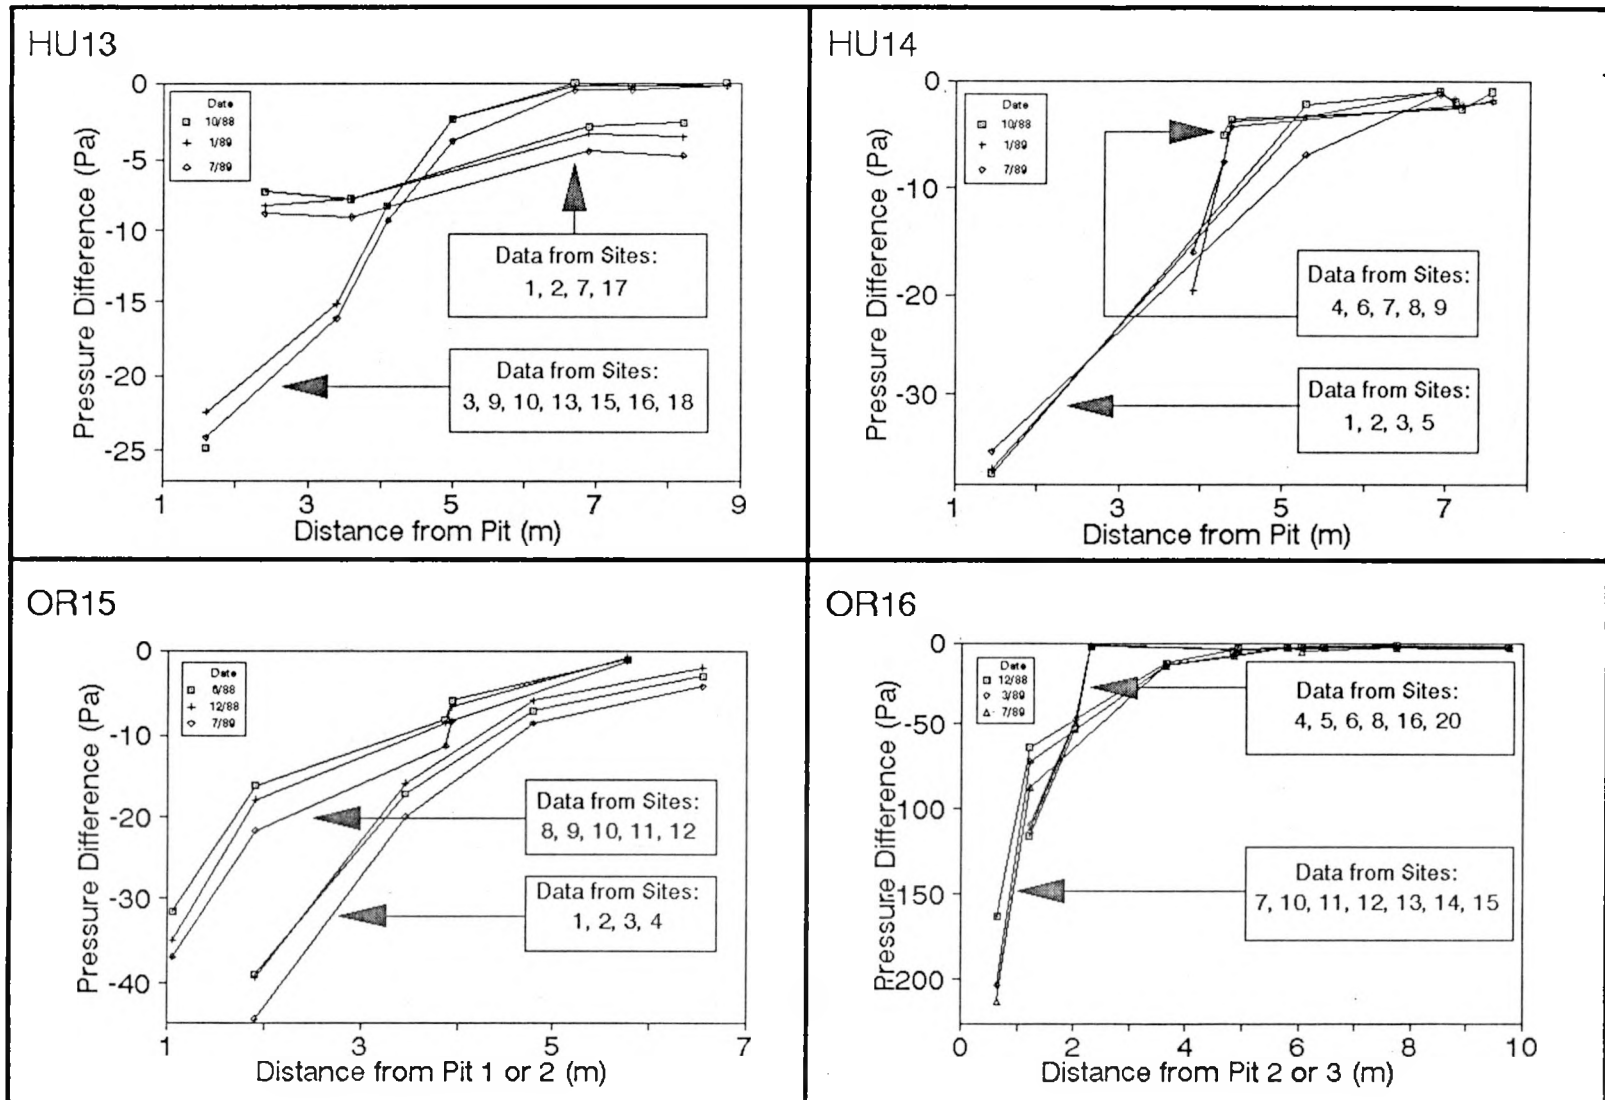 HU13
0
-5
-10
-15
-20
-25
Pressure Difference (Pa)
Date
10/88
1/89
7/89
Data from Sites:
1, 2, 7, 17
Data from Sites:
3, 9, 10, 13, 15, 16, 18
1
3
5
7
9
Distance from Pit (m)
HU14
0
-10
-20
-30
Pressure Difference (Pa)
Date
10/88
1/89
7/89
Data from Sites:
4, 6, 7, 8, 9
Data from Sites:
1, 2, 3, 5
1
3
5
7
Distance from Pit (m)
OR15
0
-10
-20
-30
-40
Pressure Difference (Pa)
Date
6/88
12/88
7/89
Data from Sites:
8, 9, 10, 11, 12
Data from Sites:
1, 2, 3, 4
1
3
5
7
Distance from Pit 1 or 2 (m)
OR16
0
-50
-100
-150
-200
Pressure Difference (Pa)
Date
12/88
3/89
7/89
Data from Sites:
4, 5, 6, 8, 16, 20
Data from Sites:
7, 10, 11, 12, 13, 14, 15
0
2
4
6
8
10
Distance from Pit 2 or 3 (m)